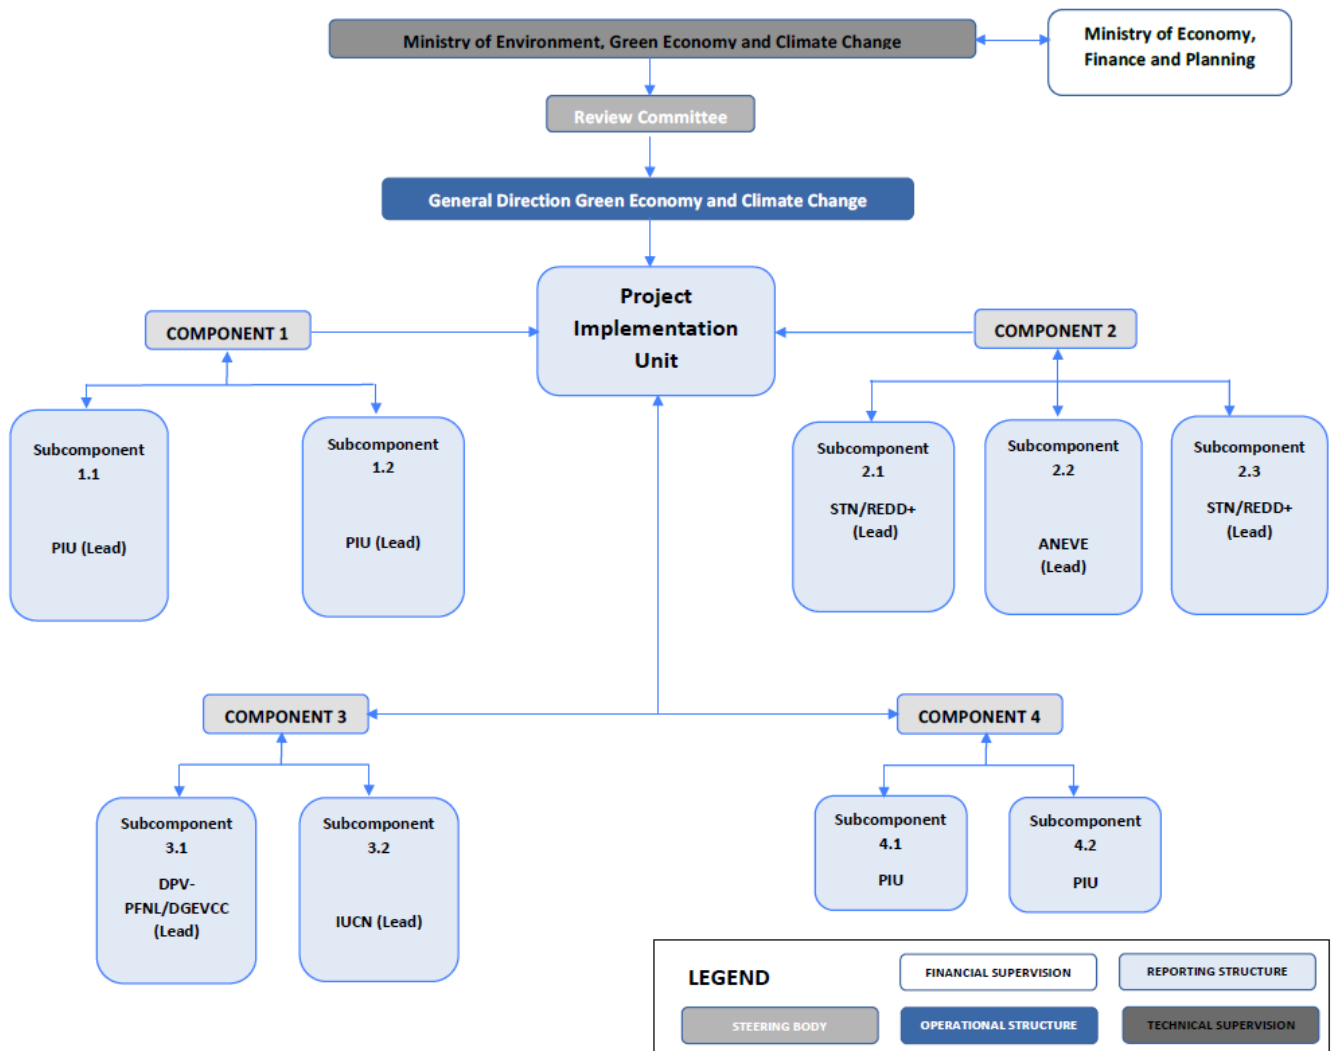 Ministry of Environment, Green Economy and Climate Change
Ministry of Economy,
Finance and Planning
Review Committee
General Direction Green Economy and Climate Change
Project
Implementation
Unit
COMPONENT 1
COMPONENT 2
Subcomponent
1.1
PIU (Lead)
Subcomponent
1.2
PIU (Lead)
Subcomponent
2.1
STN/REDD+
(Lead)
Subcomponent
2.2
ANEVE
(Lead)
Subcomponent
2.3
STN/REDD+
(Lead)
COMPONENT 3
COMPONENT 4
Subcomponent
3.1
DPV-
PFNL/DGEVCC
(Lead)
Subcomponent
3.2
IUCN (Lead)
Subcomponent
4.1
PIU
Subcomponent
4.2
PIU
LEGEND
FINANCIAL SUPERVISION
REPORTING STRUCTURE
STEERING BODY
OPERATIONAL STRUCTURE
TECHNICAL SUPERVISION